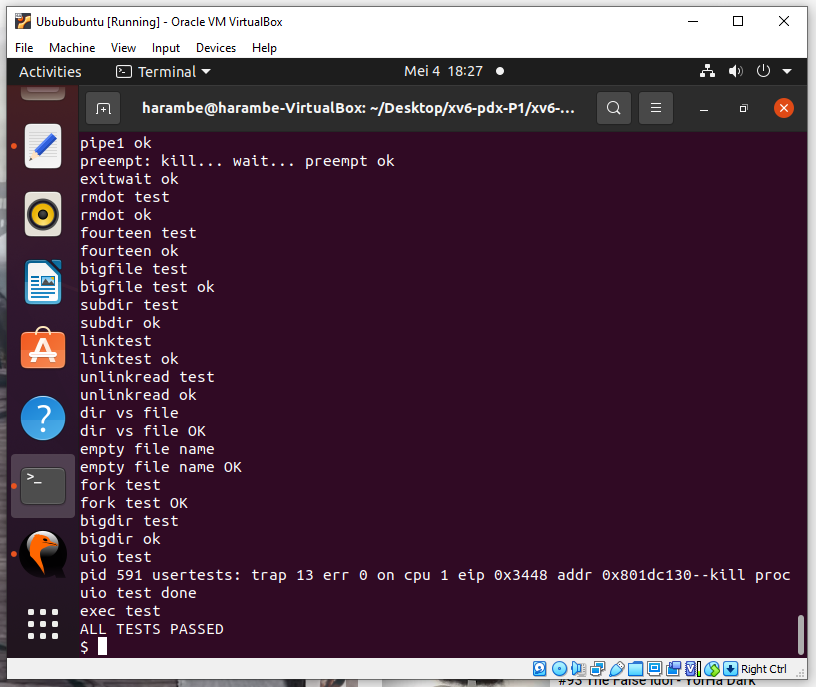 Ubububuntu [Running] - Oracle VM VirtualBox
File Machine View Input Devices Help
Activities Terminal Mei 4 18:27
harambe@harambe-VirtualBox: ~/Desktop/xv6-pdx-P1/xv6-...
pipe1 ok
preempt: kill... wait... preempt ok
exitwait ok
rmdot test
rmdot ok
fourteen test
fourteen ok
bigfile test
bigfile test ok
subdir test
subdir ok
linktest
linktest ok
unlinkread test
unlinkread ok
dir vs file
dir vs file OK
empty file name
empty file name OK
fork test
fork test OK
bigdir test
bigdir ok
uio test
pid 591 usertests: trap 13 err 0 on cpu 1 eip 0x3448 addr 0x801dc130--kill proc
uio test done
exec test
ALL TESTS PASSED
$
Right Ctrl
#93 The False Idol - YoRHa Dark